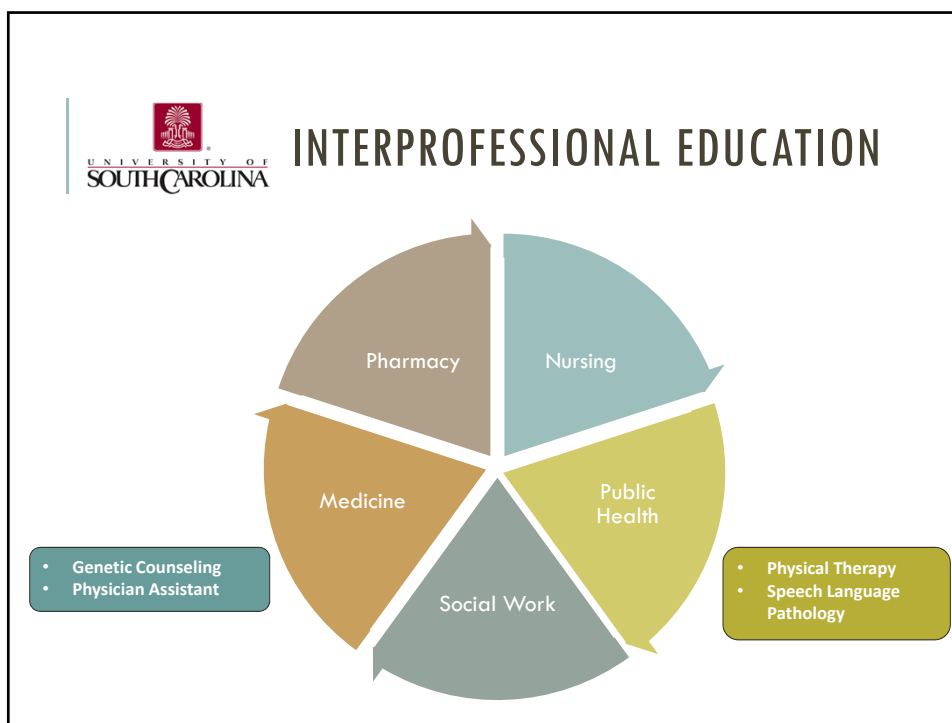 UNIVERSITY OF
SOUTH CAROLINA
INTERPROFESSIONAL EDUCATION
Pharmacy
Nursing
Medicine
Public
Health
Social Work
• Genetic Counseling
• Physician Assistant
• Physical Therapy
• Speech Language
Pathology